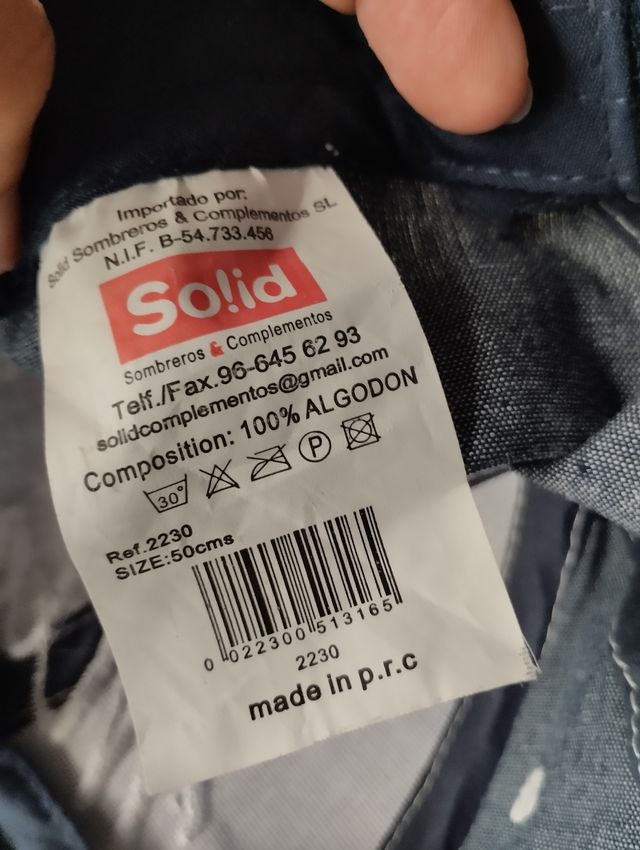 Importado por:
Solid Sombreros & Complementos SL
N.I.F. B-54.733.456
So!id
Sombreros & Complementos
Telf./Fax.96-645 62 93
solidcomplementos@gmail.com
Composition: 100% ALGODON
30° P
Ref.2230
SIZE:50cms
0 022300 513165
2230
made in p.r.c